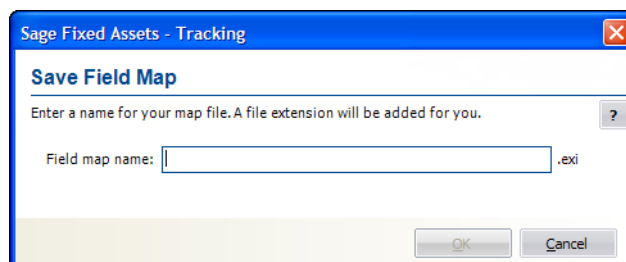 Sage Fixed Assets - Tracking
Save Field Map
Enter a name for your map file. A file extension will be added for you.
?
Field map name:
.exi
OK
Cancel